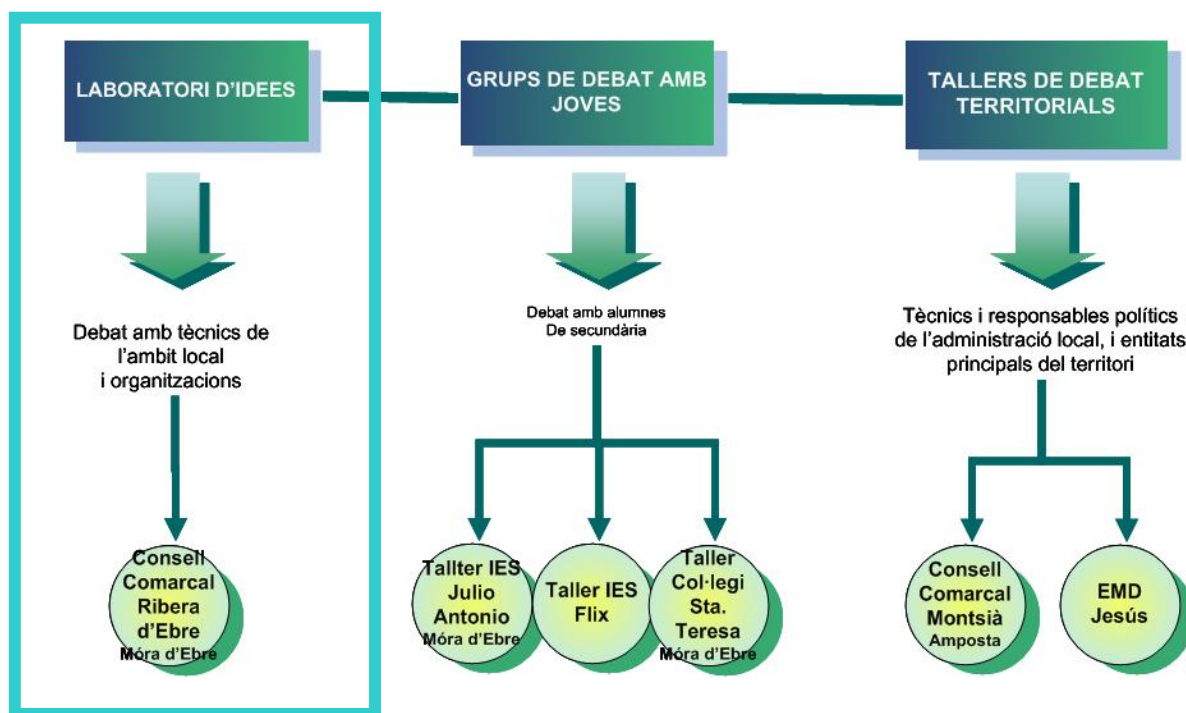 LABORATORI D'IDEES
GRUPS DE DEBAT AMB
JOVES
TALLERS DE DEBAT
TERRITORIALS
Debat amb tècnics de
l'ambit local
i organitzacions
Debat amb alumnes
De secundària
Tècnics i responsables polítics
de l'administració local, i entitats
principals del territori
Consell
Comarcal
Ribera
d'Ebre
Móra d'Ebre
Tallter IES
Julio
Antonio
Móra d'Ebre
Taller IES
Flix
Taller
Col·legi
Sta.
Teresa
Móra d'Ebre
Consell
Comarcal
Montsià
Amposta
EMD
Jesús